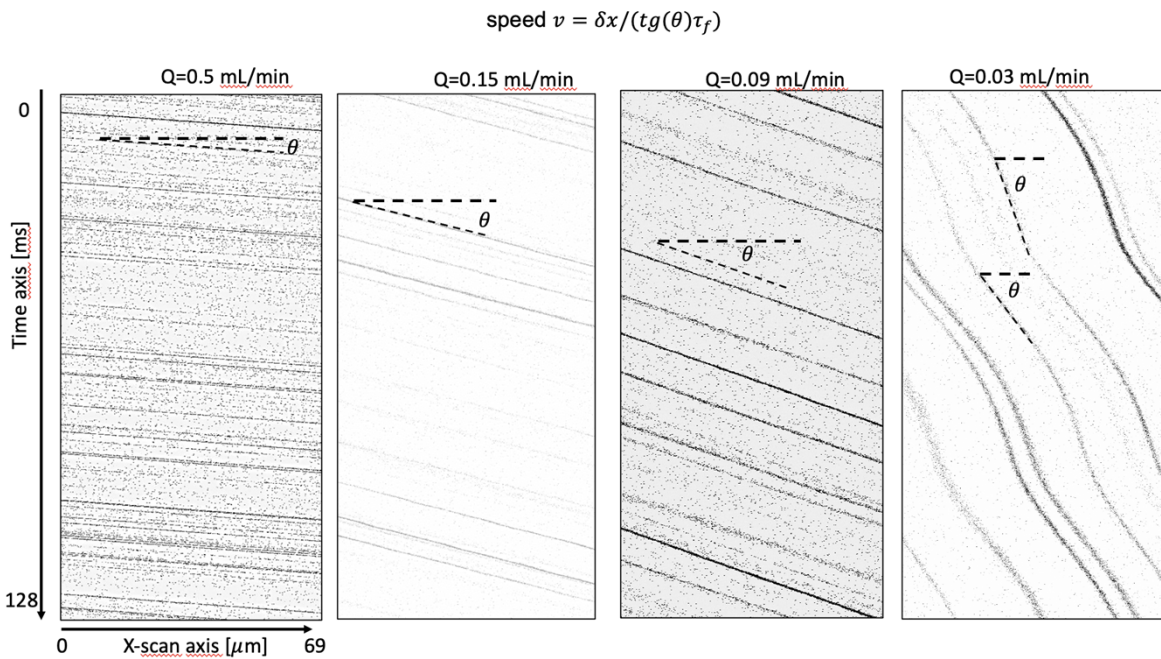 speed v = δx/(tg(θ)τ_f)
Q=0.5 mL/min
Q=0.15 mL/min
Q=0.09 mL/min
Q=0.03 mL/min
0
θ
θ
θ
θ
θ
Time axis [ms]
128
0
X-scan axis [μm]
69